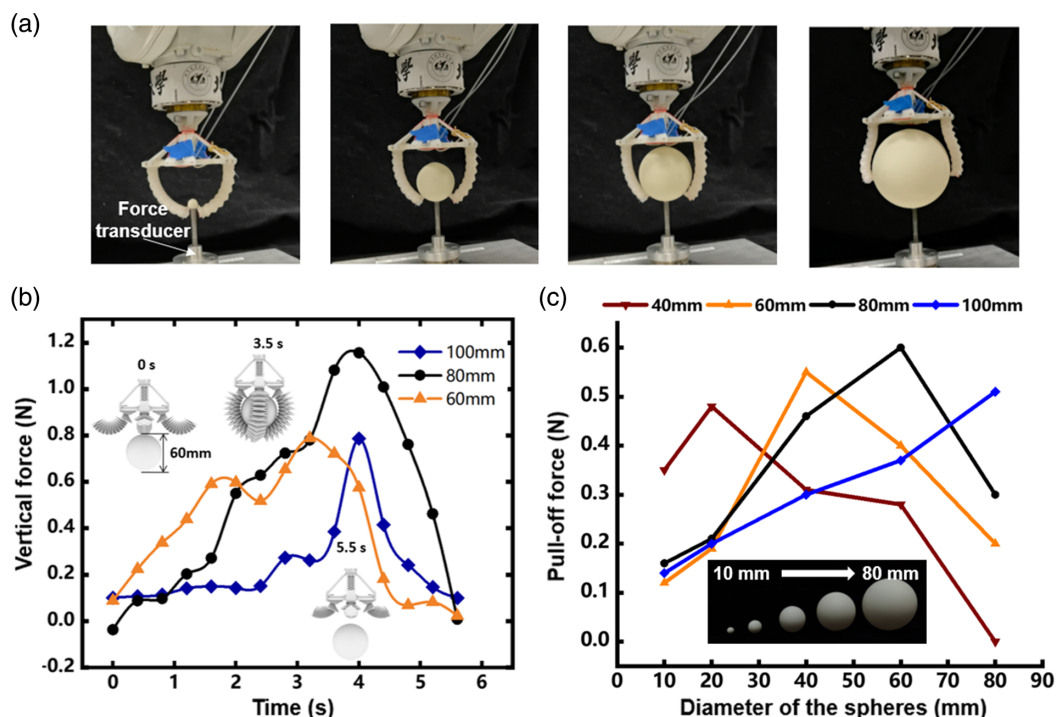 (a)
Force
transducer
(b)
1.2
1.0
0.8
0.6
0.4
0.2
0.0
-0.2
Vertical force (N)
0 s
3.5 s
60mm
5.5 s
100mm
80mm
60mm
0 1 2 3 4 5 6
Time (s)
(c)
40mm 60mm 80mm 100mm
0.6
0.5
0.4
0.3
0.2
0.1
0.0
Pull-off force (N)
10 mm 80 mm
10 20 30 40 50 60 70 80 90
Diameter of the spheres (mm)